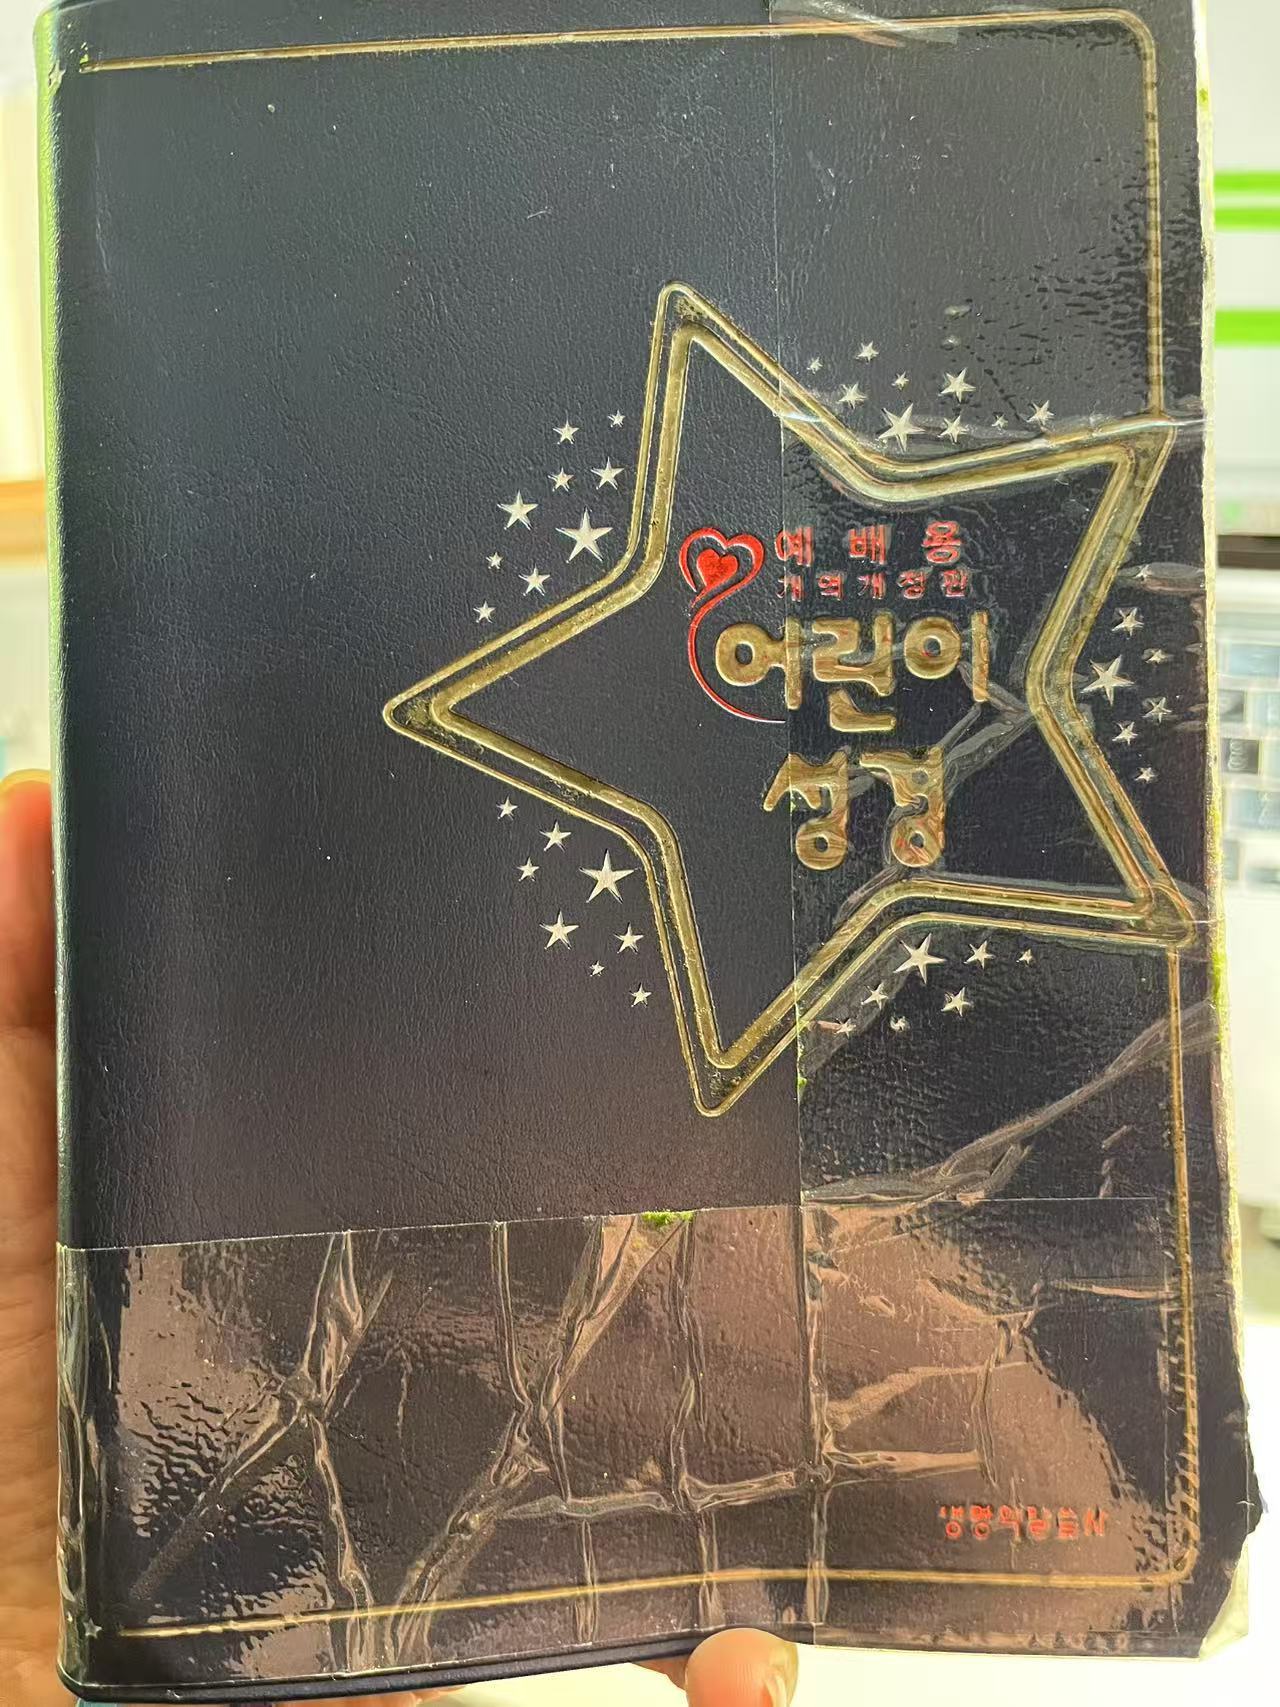 예배용
개역개정판
어린이
성경
생명의말씀사